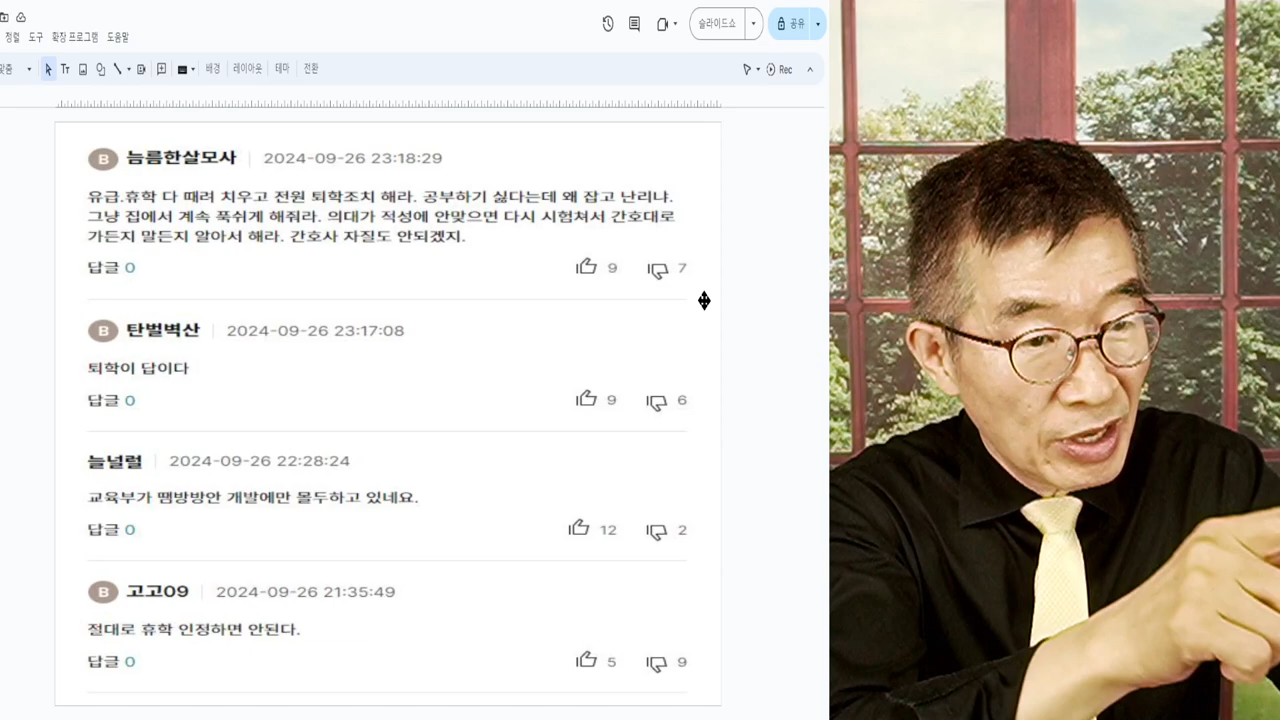 정렬 도구 확장 프로그램 도움말
슬라이드쇼
공유
맞춤
배경 레이아웃 테마 전환
Rec
B 늠름한살모사 2024-09-26 23:18:29
유급.휴학 다 때려 치우고 전원 퇴학조치 해라. 공부하기 싫다는데 왜 잡고 난리냐.
그냥 집에서 계속 푹쉬게 해줘라. 의대가 적성에 안맞으면 다시 시험쳐서 간호대로
가든지 말든지 알아서 해라. 간호사 자질도 안되겠지.
답글 0 9 7
B 탄벌벽산 2024-09-26 23:17:08
퇴학이 답이다
답글 0 9 6
늘널럴 2024-09-26 22:28:24
교육부가 땜방방안 개발에만 몰두하고 있네요.
답글 0 12 2
B 고고09 2024-09-26 21:35:49
절대로 휴학 인정하면 안된다.
답글 0 5 9